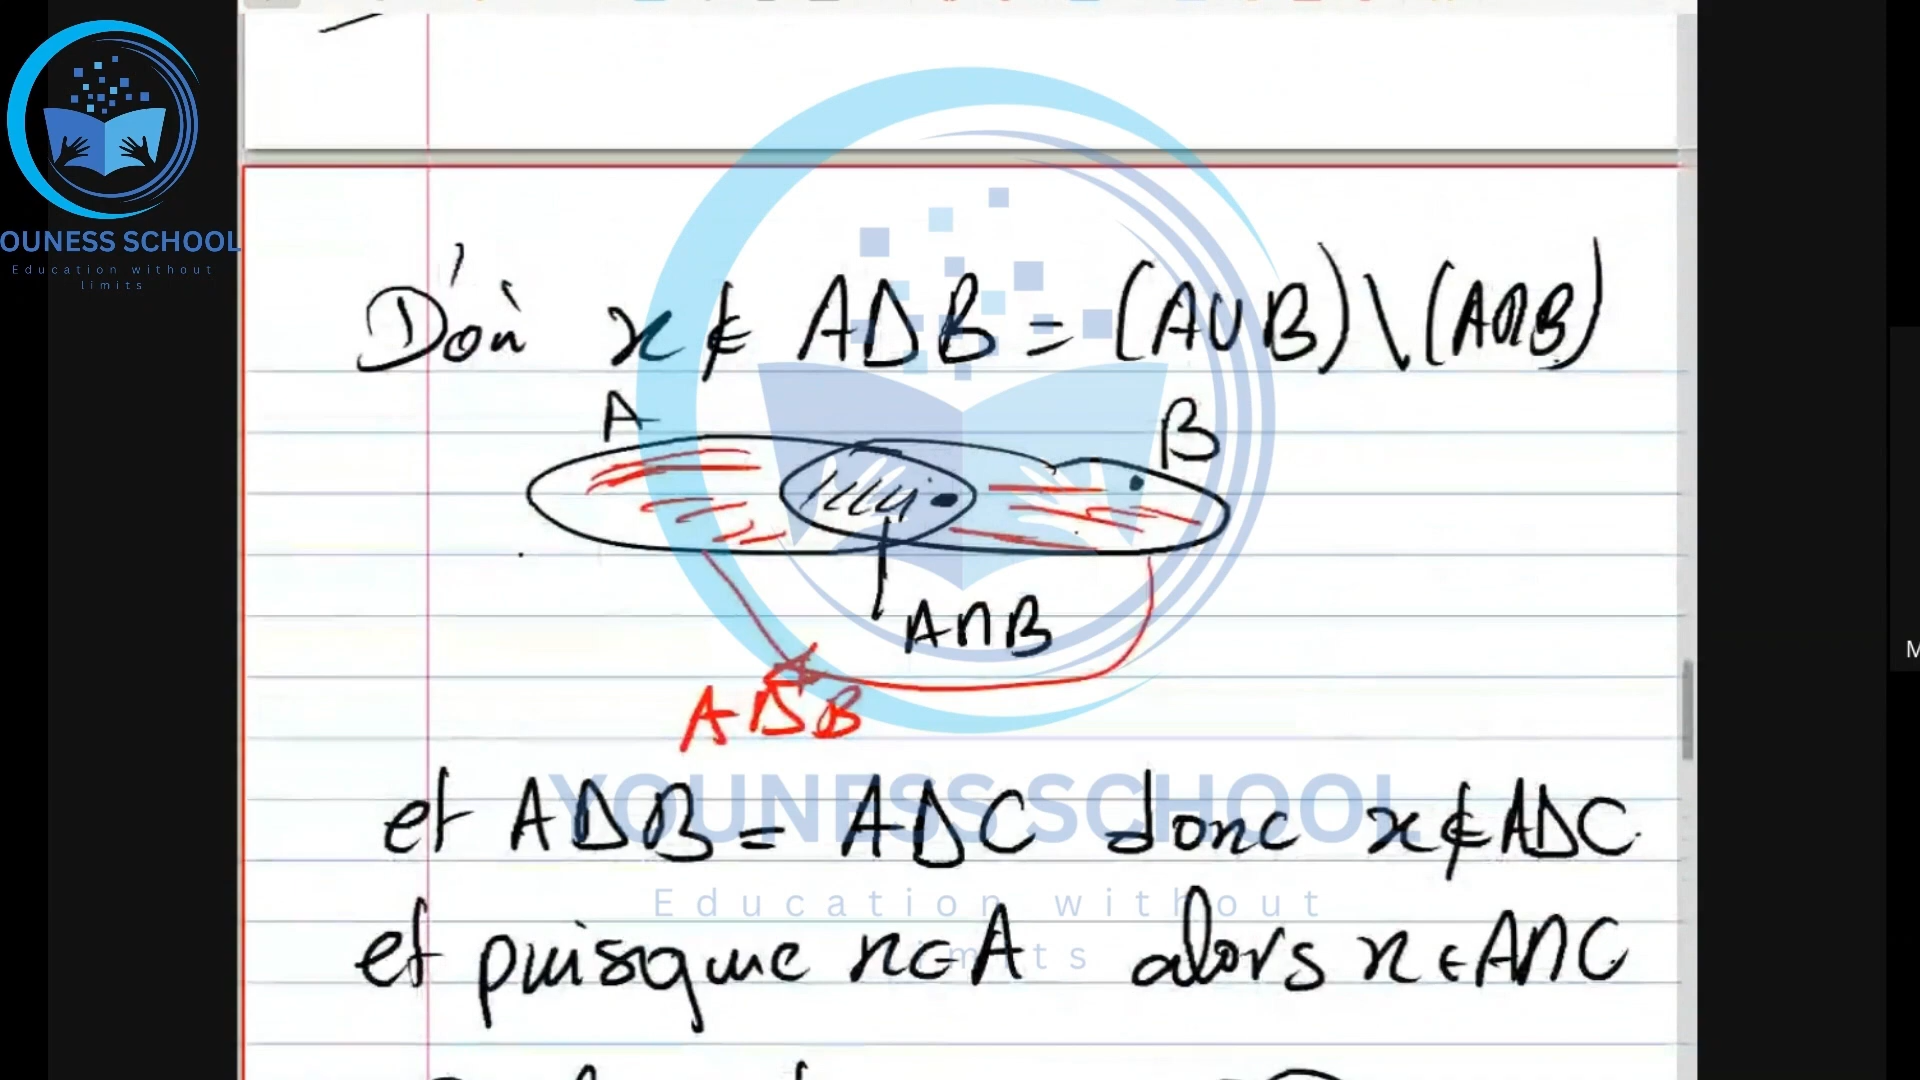 OUNESS SCHOOL
Education without
limits
D'où x ∉ AΔB = (A∪B)\(A∩B)
A
B
A∩B
AΔB
et AΔB = AΔC donc x∉AΔC
YOUNESS SCHOOL
Education without
limits
et puisque x∈A alors x∈A∩C
M